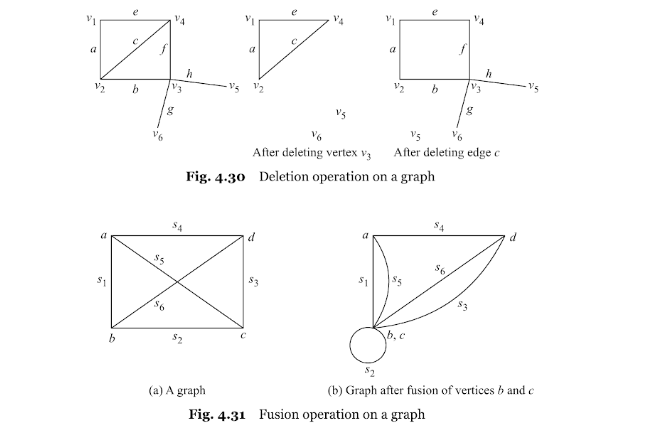 e e e
v1 v4 v1 v4 v1 v4
a c f a c a f
h h
v2 b v3 v5 v2 v2 b v3 v5
g v5 g
v6 v6 v5 v6
After deleting vertex v3 After deleting edge c
Fig. 4.30 Deletion operation on a graph
s4 s4
a d a d
s5 s6
s1 s3 s1 s5
s6 s3
b s2 c b, c
s2
(a) A graph (b) Graph after fusion of vertices b and c
Fig. 4.31 Fusion operation on a graph